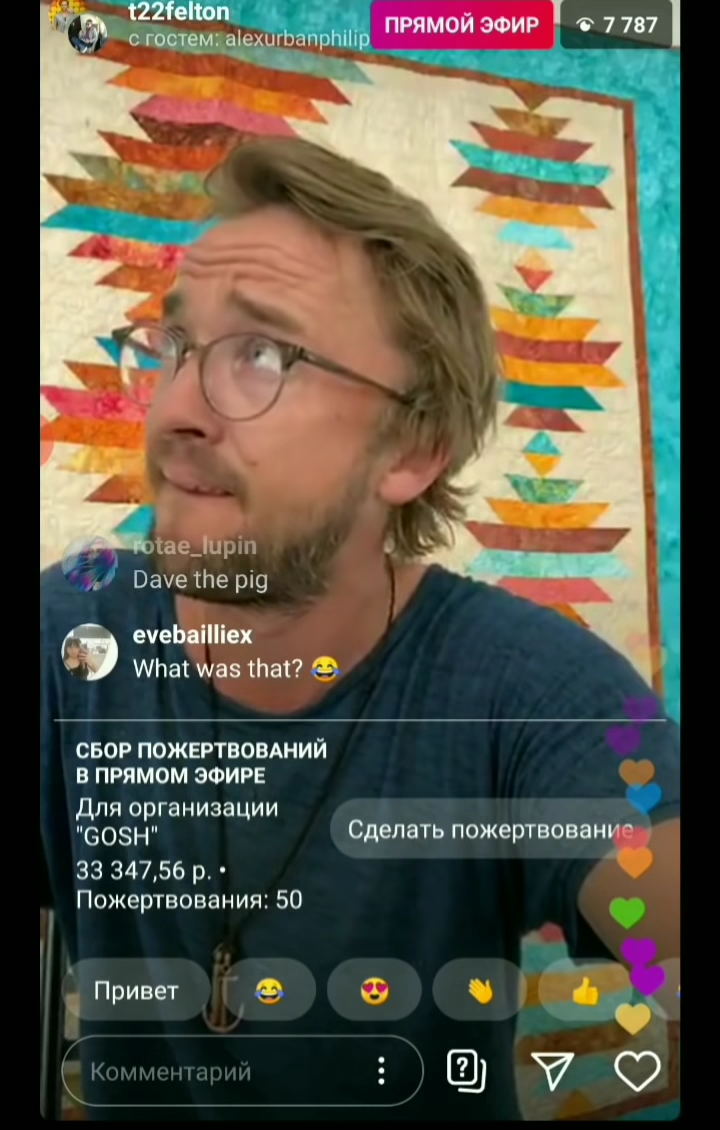 t22felton
с гостем: alexurbanphilip
ПРЯМОЙ ЭФИР
7 787
rotae_lupin
Dave the pig
evebailliex
What was that? 😂
СБОР ПОЖЕРТВОВАНИЙ
В ПРЯМОМ ЭФИРЕ
Для организации
"GOSH"
Сделать пожертвование
33 347,56 р. •
Пожертвования: 50
Привет 😂 😍 👋 👍
Комментарий